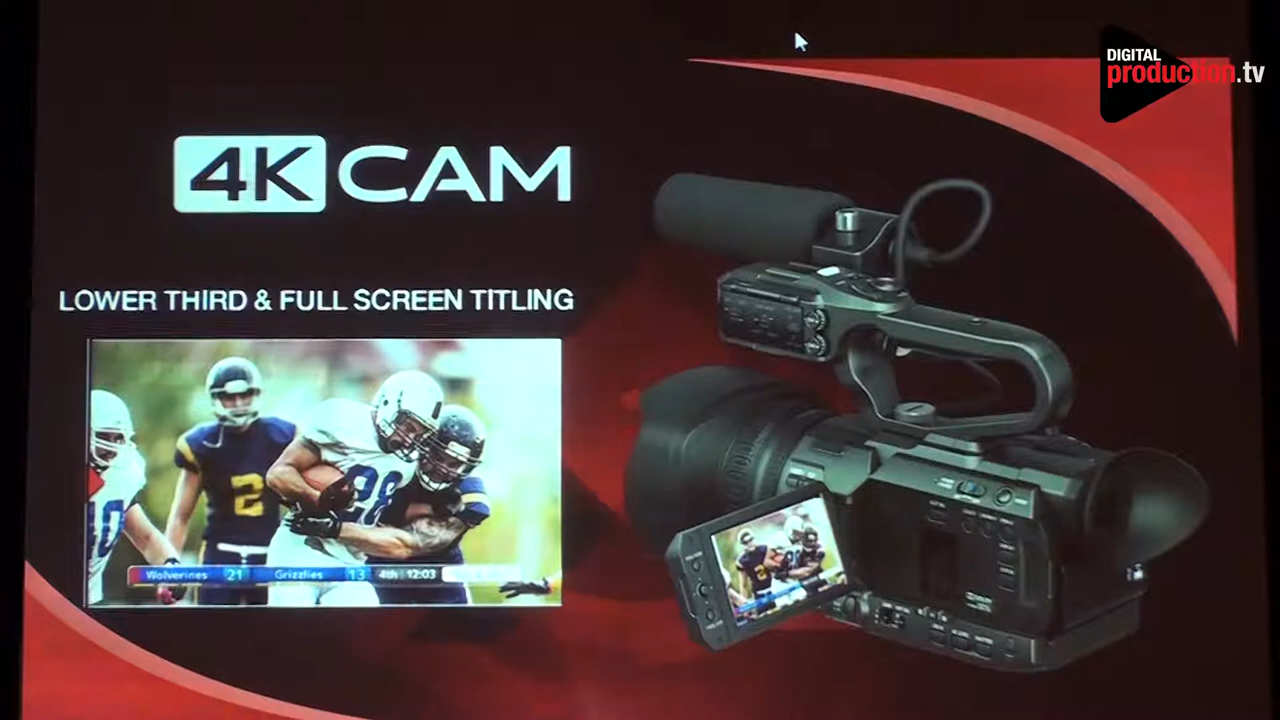 DIGITAL
production.tv
4K CAM
LOWER THIRD & FULL SCREEN TITLING
2
28
Wolverines 21 Grizzlies 13 4th 12:03